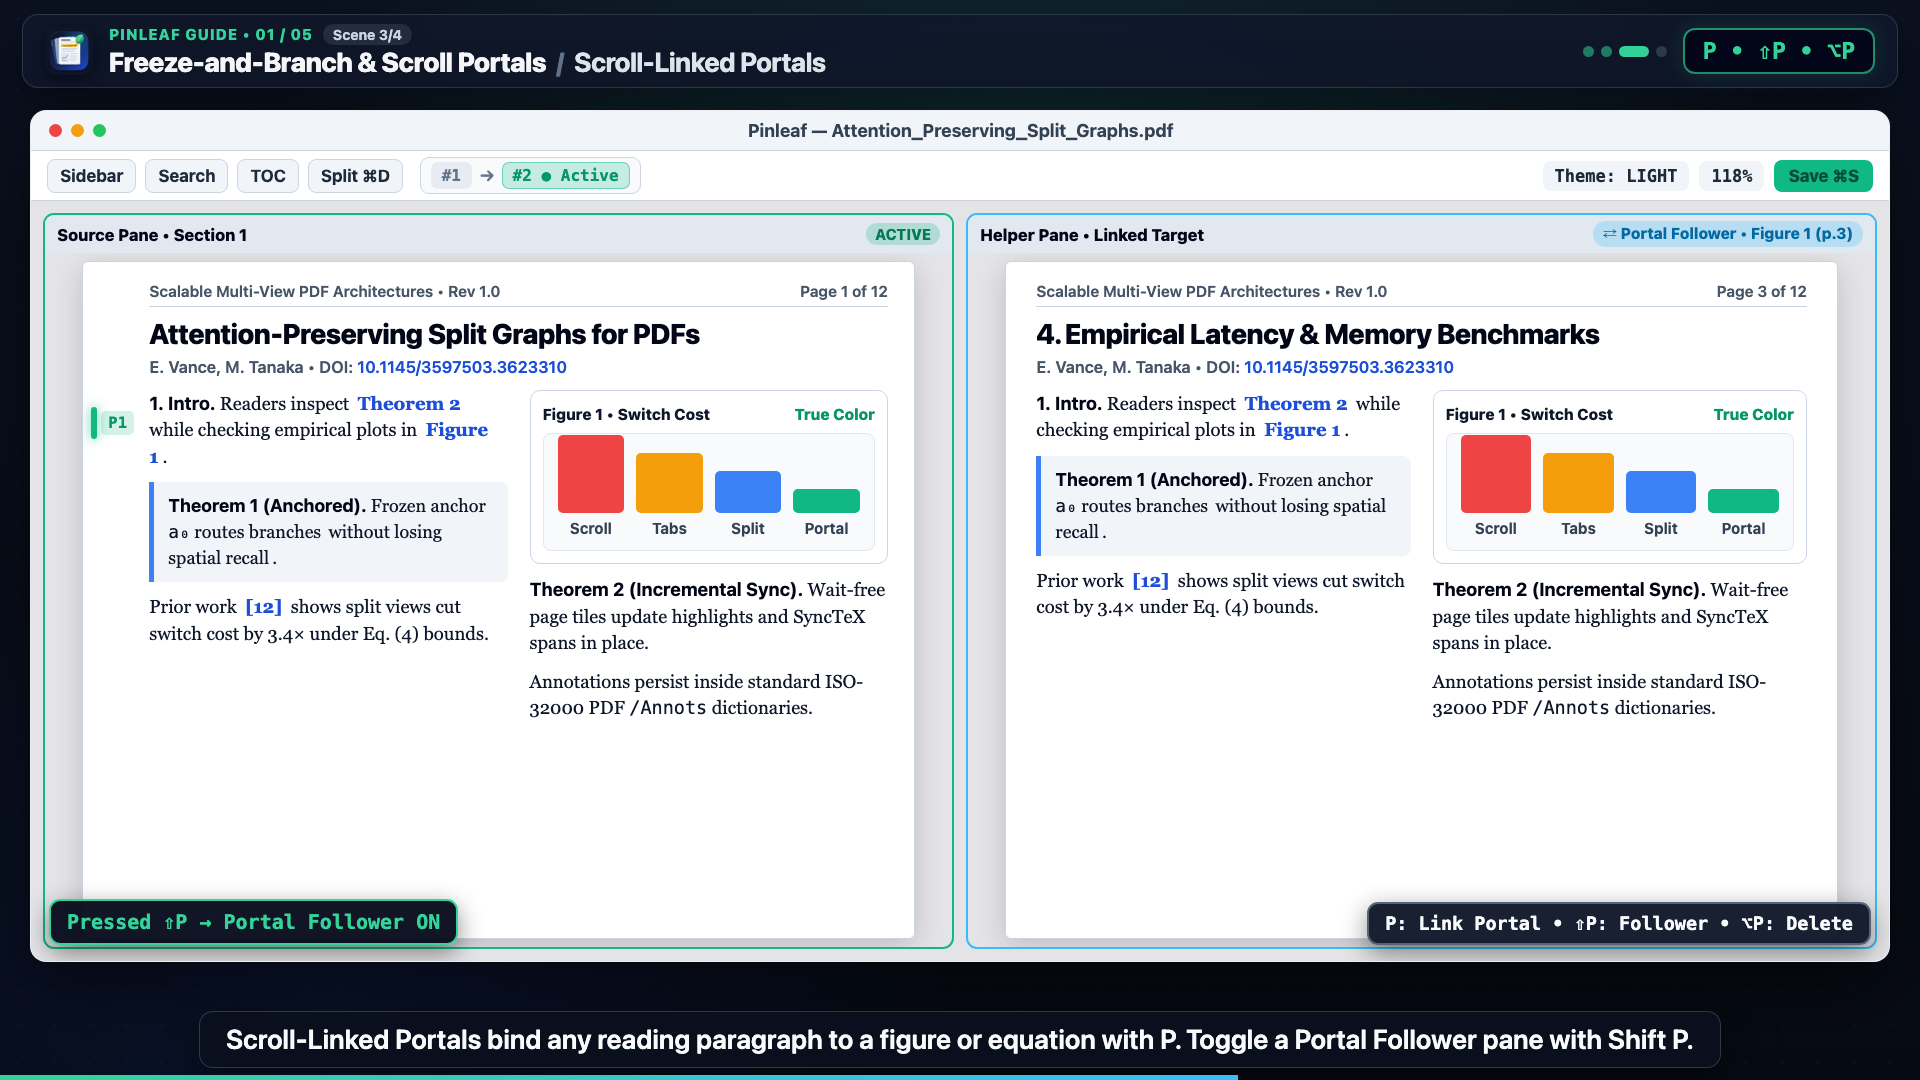 PINLEAF GUIDE • 01 / 05 Scene 3/4
Freeze-and-Branch & Scroll Portals / Scroll-Linked Portals
P • ⇧P • ⌥P
Pinleaf — Attention_Preserving_Split_Graphs.pdf
Sidebar Search TOC Split ⌘D #1 → #2 ● Active Theme: LIGHT 118% Save ⌘S
Source Pane • Section 1 ACTIVE
Scalable Multi-View PDF Architectures • Rev 1.0 Page 1 of 12
Attention-Preserving Split Graphs for PDFs
E. Vance, M. Tanaka • DOI: 10.1145/3597503.3623310
P1
1. Intro. Readers inspect Theorem 2
while checking empirical plots in Figure
1 .
Theorem 1 (Anchored). Frozen anchor
a₀ routes branches without losing
spatial recall .
Prior work [12] shows split views cut
switch cost by 3.4× under Eq. (4) bounds.
Figure 1 • Switch Cost True Color
Scroll Tabs Split Portal
Theorem 2 (Incremental Sync). Wait-free
page tiles update highlights and SyncTeX
spans in place.
Annotations persist inside standard ISO-
32000 PDF /Annots dictionaries.
Pressed ⇧P → Portal Follower ON
Helper Pane • Linked Target ⇄ Portal Follower • Figure 1 (p.3)
Scalable Multi-View PDF Architectures • Rev 1.0 Page 3 of 12
4. Empirical Latency & Memory Benchmarks
E. Vance, M. Tanaka • DOI: 10.1145/3597503.3623310
1. Intro. Readers inspect Theorem 2 while
checking empirical plots in Figure 1 .
Theorem 1 (Anchored). Frozen anchor
a₀ routes branches without losing spatial
recall .
Prior work [12] shows split views cut switch
cost by 3.4× under Eq. (4) bounds.
Figure 1 • Switch Cost True Color
Scroll Tabs Split Portal
Theorem 2 (Incremental Sync). Wait-free
page tiles update highlights and SyncTeX
spans in place.
Annotations persist inside standard ISO-
32000 PDF /Annots dictionaries.
P: Link Portal • ⇧P: Follower • ⌥P: Delete
Scroll-Linked Portals bind any reading paragraph to a figure or equation with P. Toggle a Portal Follower pane with Shift P.